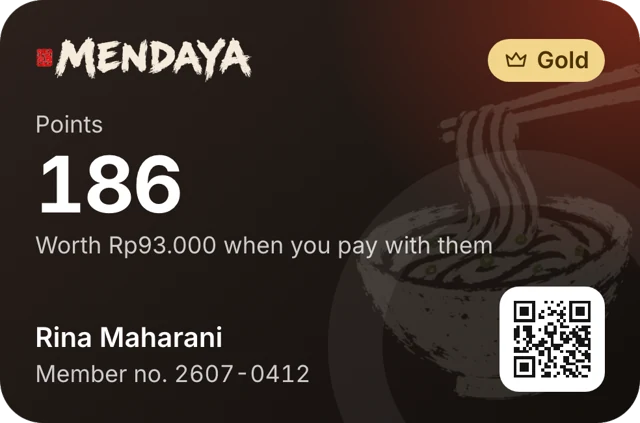 MENDAYA
Gold
Points
186
Worth Rp93.000 when you pay with them
Rina Maharani
Member no. 2607-0412